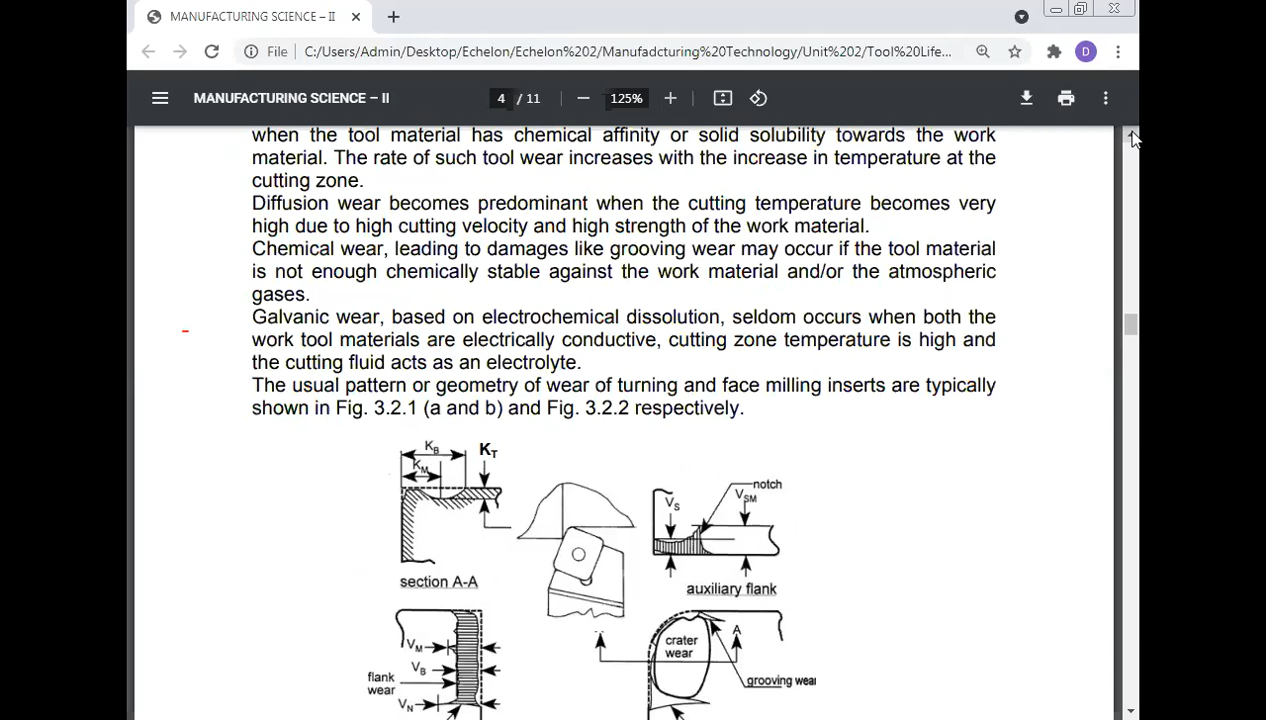 MANUFACTURING SCIENCE – II
File C:/Users/Admin/Desktop/Echelon/Echelon%202/Manufadcturing%20Technology/Unit%202/Tool%20Life... D
MANUFACTURING SCIENCE – II 4 / 11 125%
when the tool material has chemical affinity or solid solubility towards the work
material. The rate of such tool wear increases with the increase in temperature at the
cutting zone.
Diffusion wear becomes predominant when the cutting temperature becomes very
high due to high cutting velocity and high strength of the work material.
Chemical wear, leading to damages like grooving wear may occur if the tool material
is not enough chemically stable against the work material and/or the atmospheric
gases.
Galvanic wear, based on electrochemical dissolution, seldom occurs when both the
work tool materials are electrically conductive, cutting zone temperature is high and
the cutting fluid acts as an electrolyte.
The usual pattern or geometry of wear of turning and face milling inserts are typically
shown in Fig. 3.2.1 (a and b) and Fig. 3.2.2 respectively.
KB
KT
KM
notch
VS
VSM
section A-A
auxiliary flank
A
crater
wear
VM
VB
flank
wear
grooving wear
VN